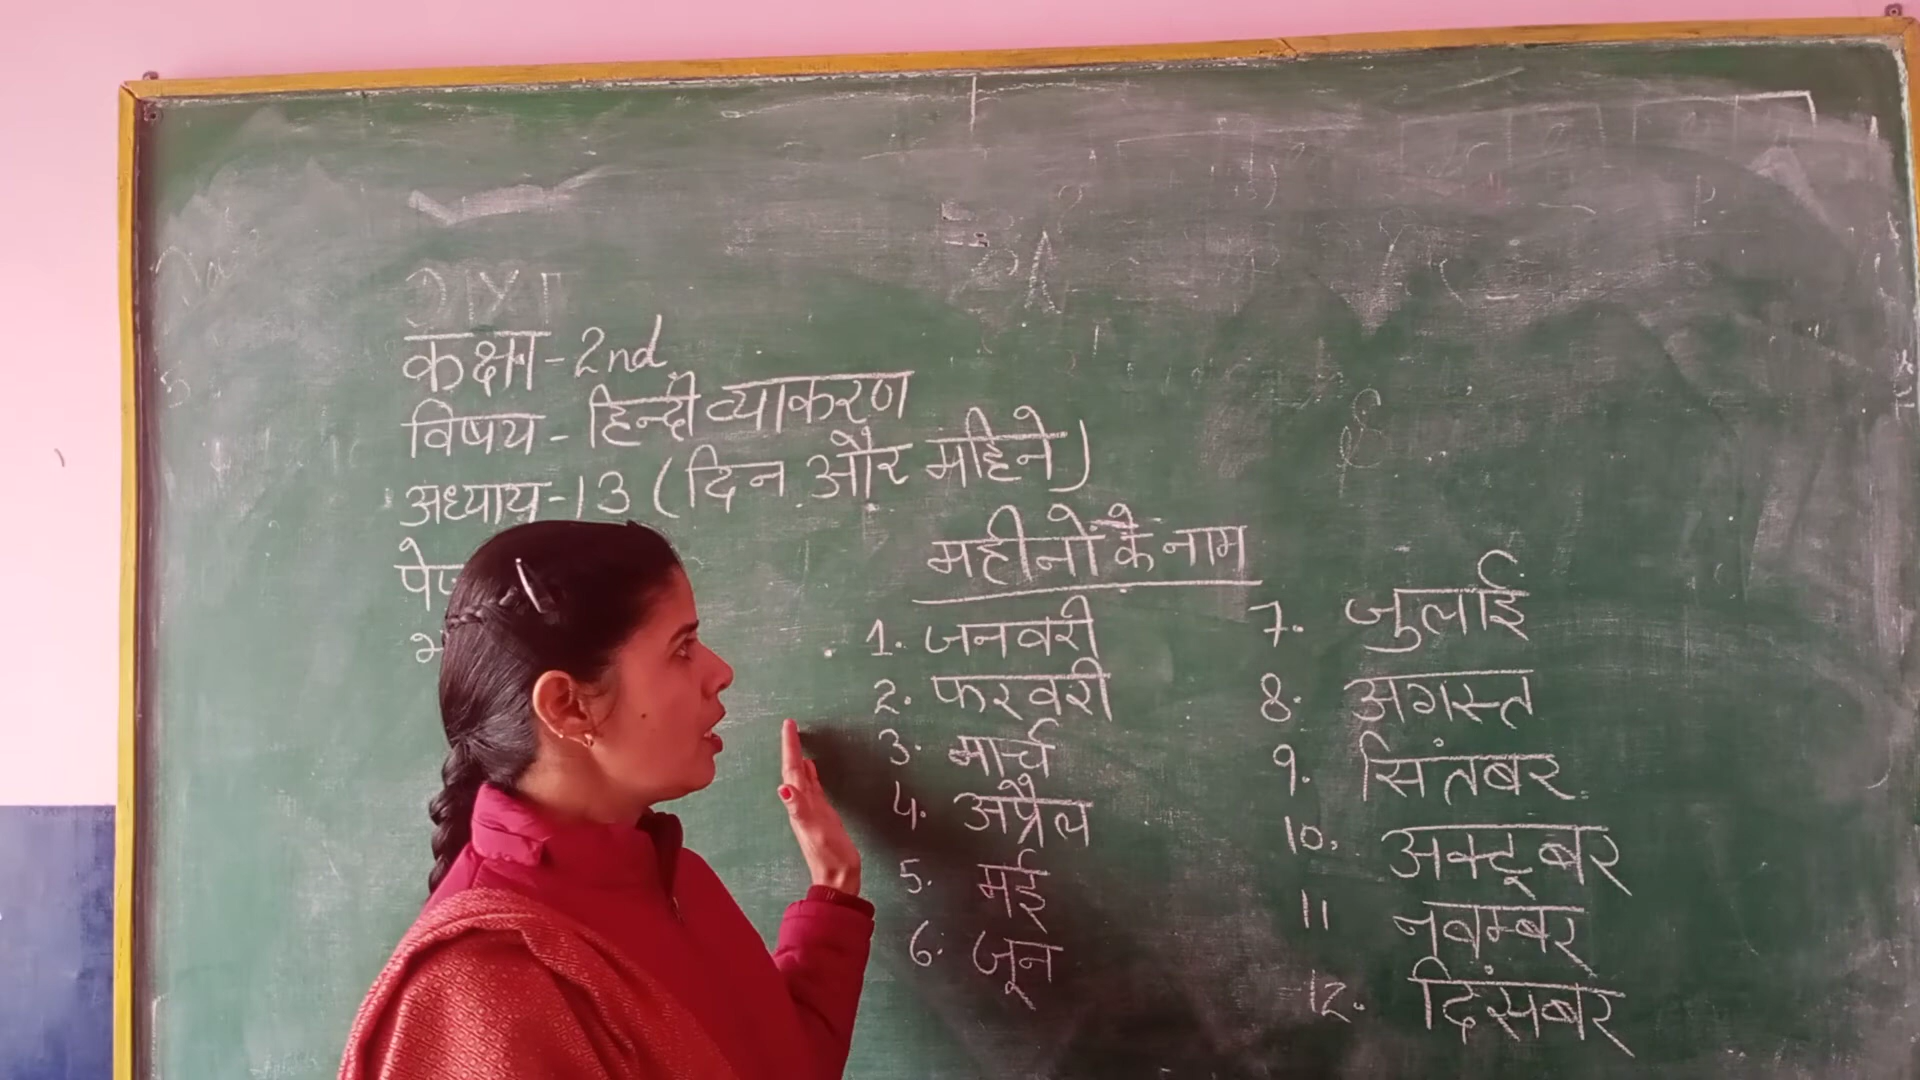 कक्षा - 2nd
विषय - हिन्दी व्याकरण
अध्याय - 13 (दिन और महिने)
महीनों के नाम
1. जनवरी
2. फरवरी
3. मार्च
4. अप्रैल
5. मई
6. जून
7. जुलाई
8. अगस्त
9. सितंबर
10. अक्टूबर
11 नवम्बर
12. दिसंबर